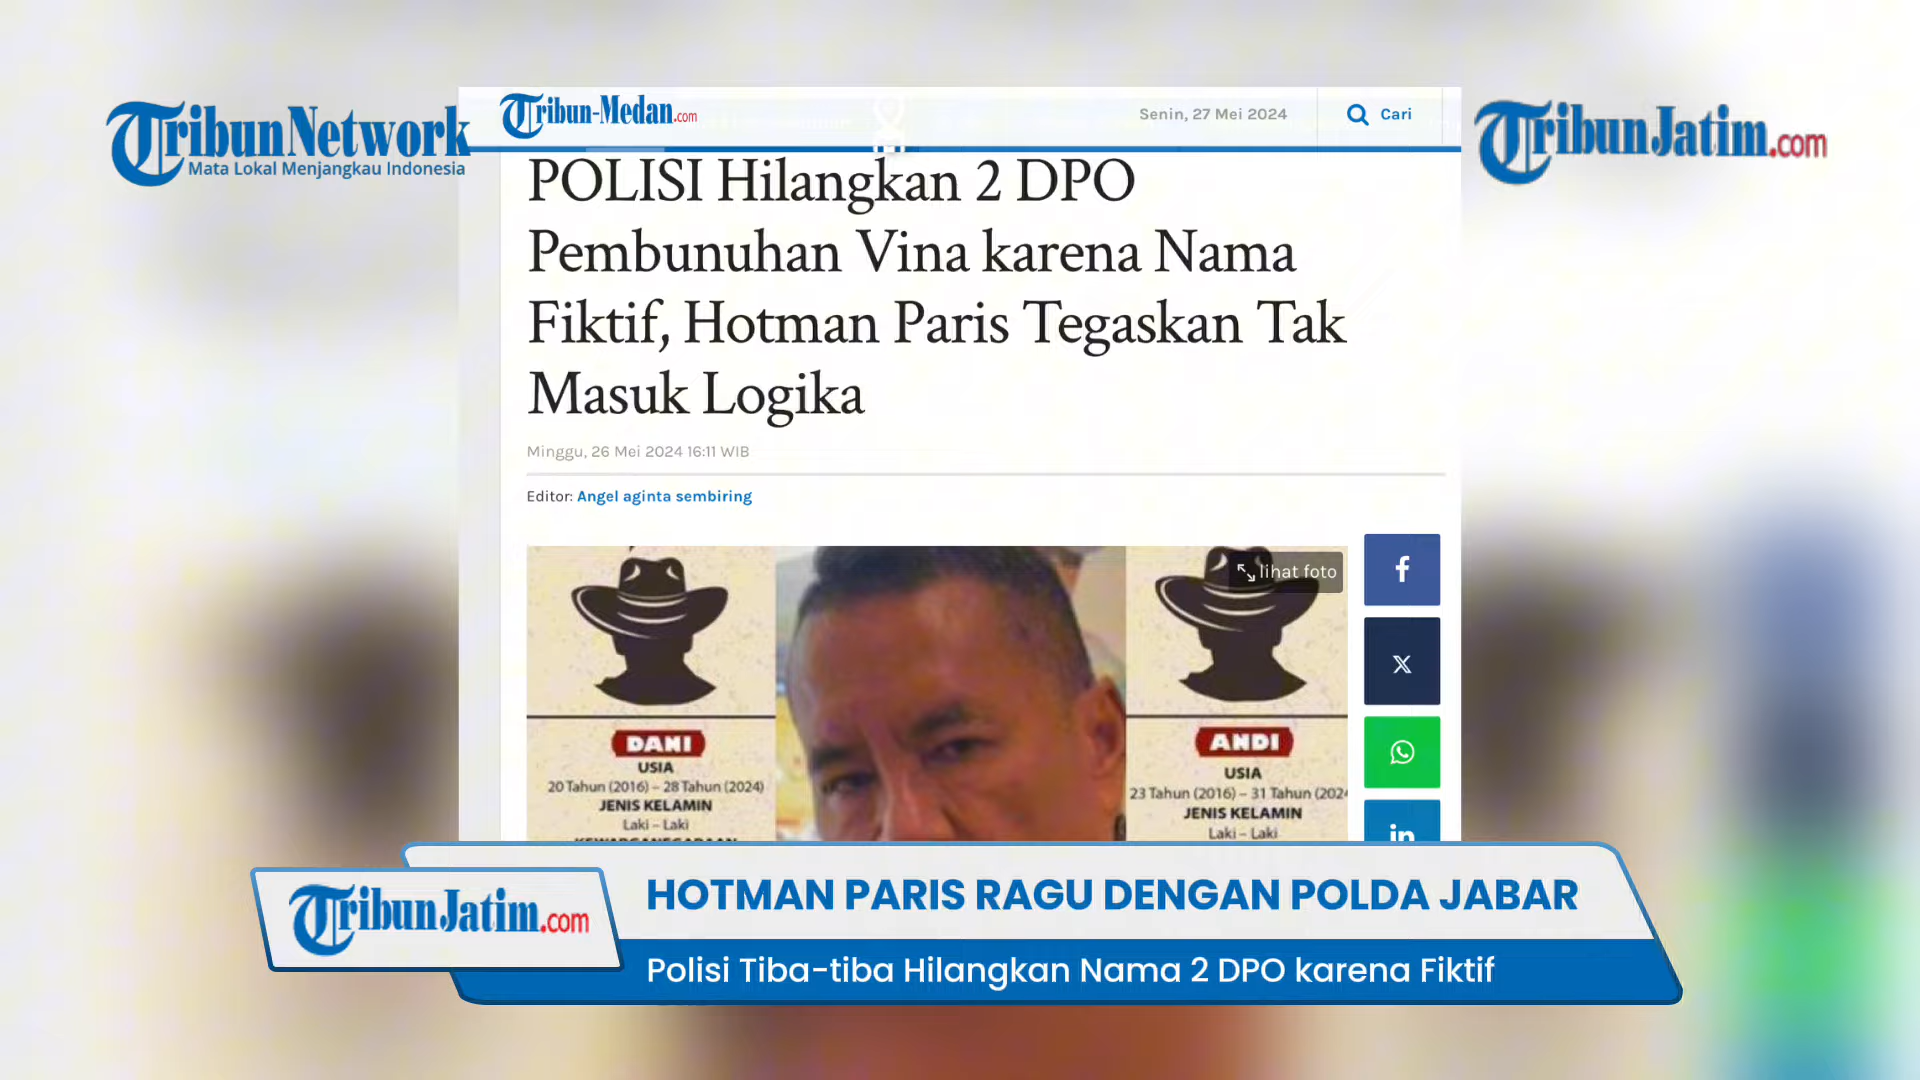 TribunNetwork
Mata Lokal Menjangkau Indonesia
Tribun-Medan.com
Senin, 27 Mei 2024
Cari
TribunJatim.com
POLISI Hilangkan 2 DPO
Pembunuhan Vina karena Nama
Fiktif, Hotman Paris Tegaskan Tak
Masuk Logika
Minggu, 26 Mei 2024 16:11 WIB
Editor: Angel aginta sembiring
lihat foto
DANI
USIA
20 Tahun (2016) – 28 Tahun (2024)
JENIS KELAMIN
Laki – Laki
ANDI
USIA
23 Tahun (2016) – 31 Tahun (2024
JENIS KELAMIN
Laki – Laki
f
X
in
TribunJatim.com
HOTMAN PARIS RAGU DENGAN POLDA JABAR
Polisi Tiba-tiba Hilangkan Nama 2 DPO karena Fiktif